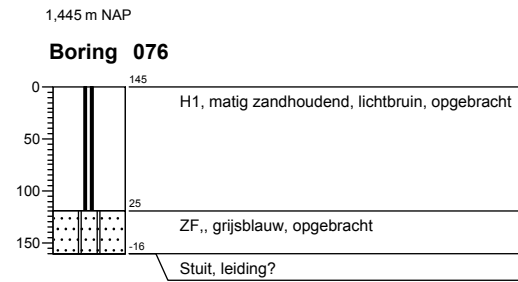 1,445 m NAP
Boring 076
0
145
H1, matig zandhoudend, lichtbruin, opgebracht
50
100
25
ZF,, grijsblauw, opgebracht
150
-16
Stuit, leiding?